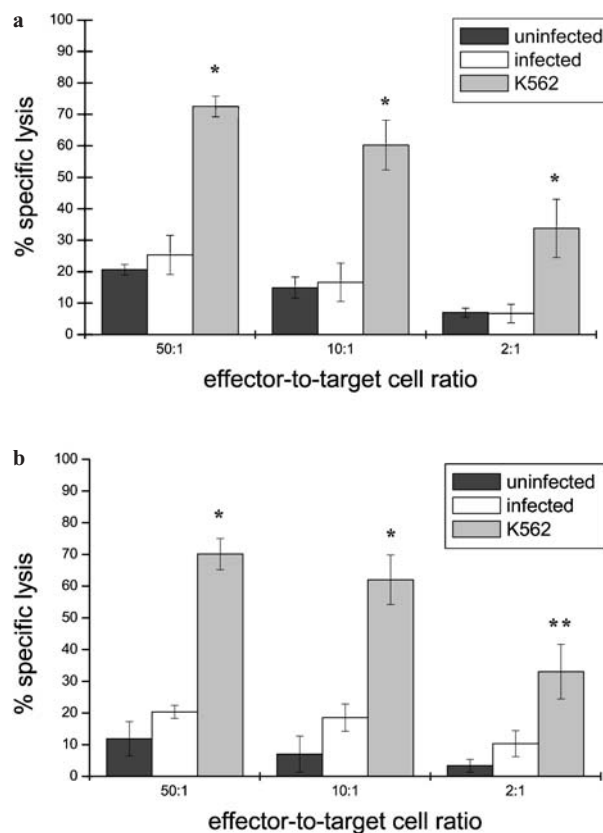 a
100
90
80
70
60
50
40
30
20
10
0
% specific lysis
uninfected
infected
K562
*
*
*
50:1 10:1 2:1
effector-to-target cell ratio
b
100
90
80
70
60
50
40
30
20
10
0
% specific lysis
uninfected
infected
K562
*
*
**
50:1 10:1 2:1
effector-to-target cell ratio